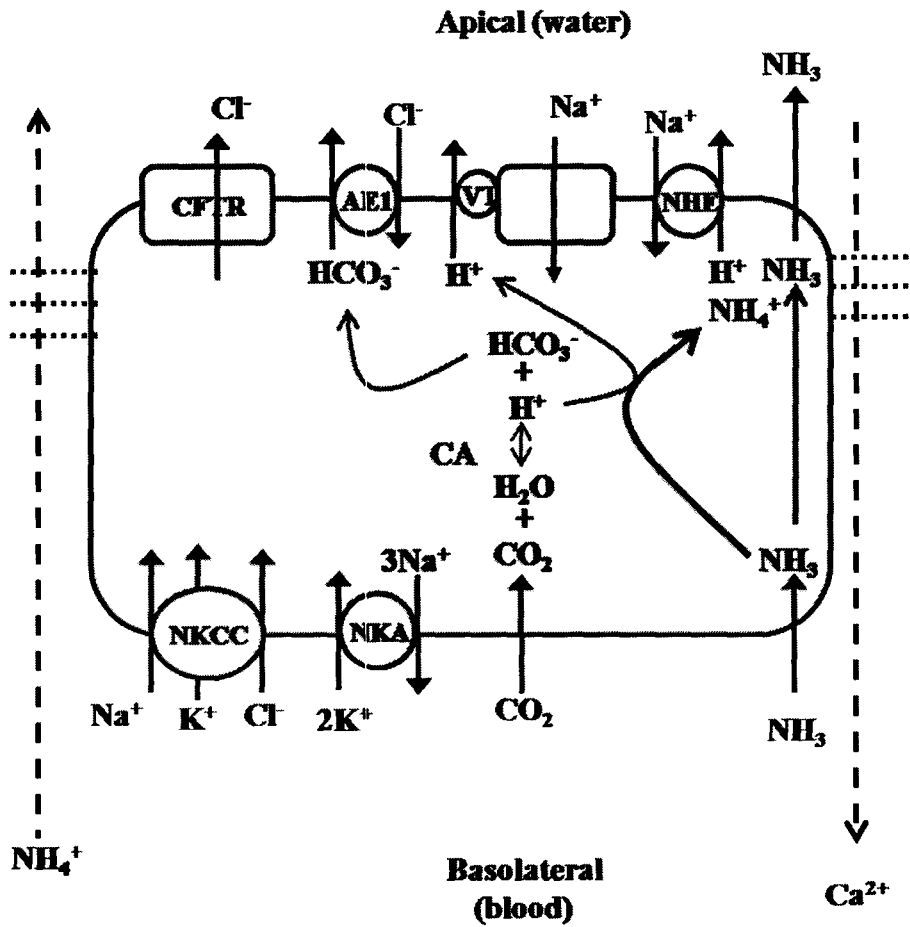 Apical (water)
NH₃
Cl⁻
Cl⁻
Na⁺
Na⁺
CFTR
AE1
VT
NHE
HCO₃⁻
H⁺
H⁺
NH₃
NH₄⁺
HCO₃⁻
+
H⁺
CA
H₂O
+
CO₂
NH₃
3Na⁺
NKCC
NKA
Na⁺
K⁺
Cl⁻
2K⁺
CO₂
NH₃
NH₄⁺
Basolateral
(blood)
Ca²⁺